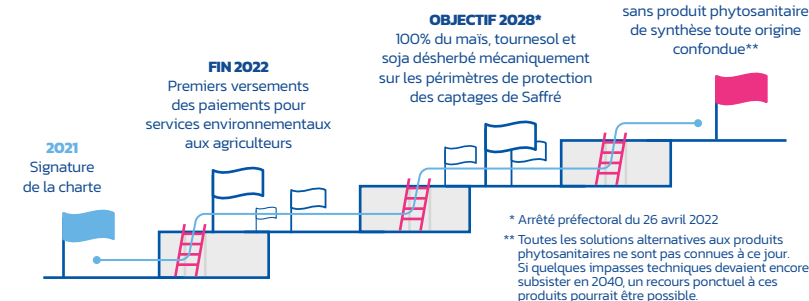 2021
Signature
de la charte
FIN 2022
Premiers versements
des paiements pour
services environnementaux
aux agriculteurs
OBJECTIF 2028*
100% du maïs, tournesol et
soja désherbé mécaniquement
sur les périmètres de protection
des captages de Saffré
sans produit phytosanitaire
de synthèse toute origine
confondue**
* Arrêté préfectoral du 26 avril 2022
** Toutes les solutions alternatives aux produits
phytosanitaires ne sont pas connues à ce jour.
Si quelques impasses techniques devaient encore
subsister en 2040, un recours ponctuel à ces
produits pourrait être possible.